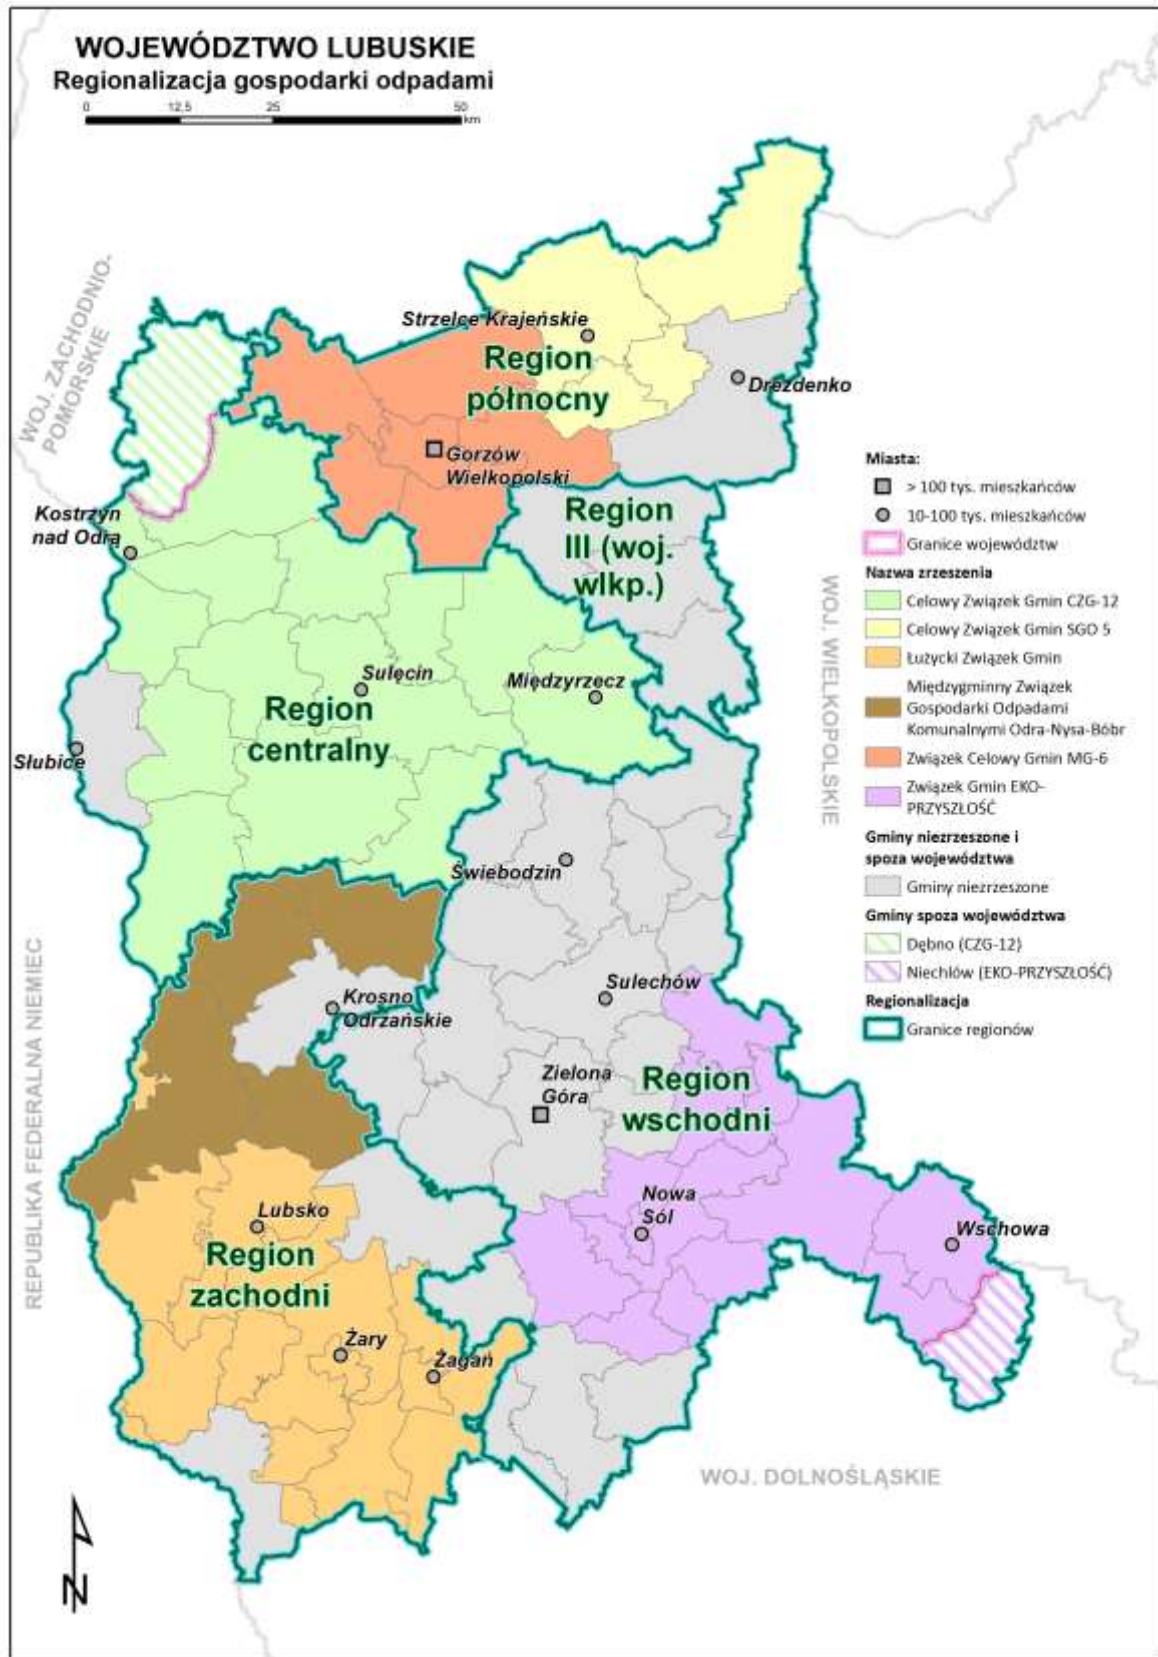 WOJEWÓDZTWO LUBUSKIE
Regionalizacja gospodarki odpadami
0 12,5 25 50
km
WOJ. ZACHODNIO-
POMORSKIE
Strzelce Krajeńskie
Region
północny
Drezdenko
Gorzów
Wielkopolski
Kostrzyn
nad Odrą
Region
III (woj.
wlkp.)
Sulęcin
Międzyrzecz
Region
centralny
Słubice
Świebodzin
WOJ. WIELKOPOLSKIE
Miasta:
> 100 tys. mieszkańców
10-100 tys. mieszkańców
Granice województw
Nazwa zrzeszenia
Celowy Związek Gmin CZG-12
Celowy Związek Gmin SGO 5
Łużycki Związek Gmin
Międzygminny Związek
Gospodarki Odpadami
Komunalnymi Odra-Nysa-Bóbr
Związek Celowy Gmin MG-6
Związek Gmin EKO-
PRZYSZŁOŚĆ
Gminy niezrzeszone i
spoza województwa
Gminy niezrzeszone
Gminy spoza województwa
Dębno (CZG-12)
Niechlów (EKO-PRZYSZŁOŚĆ)
Regionalizacja
Granice regionów
REPUBLIKA FEDERALNA NIEMIEC
Sulechów
Krosno
Odrzańskie
Zielona
Góra
Region
wschodni
Nowa
Sól
Wschowa
Lubsko
Region
zachodni
Żary
Żagań
WOJ. DOLNOŚLĄSKIE
N